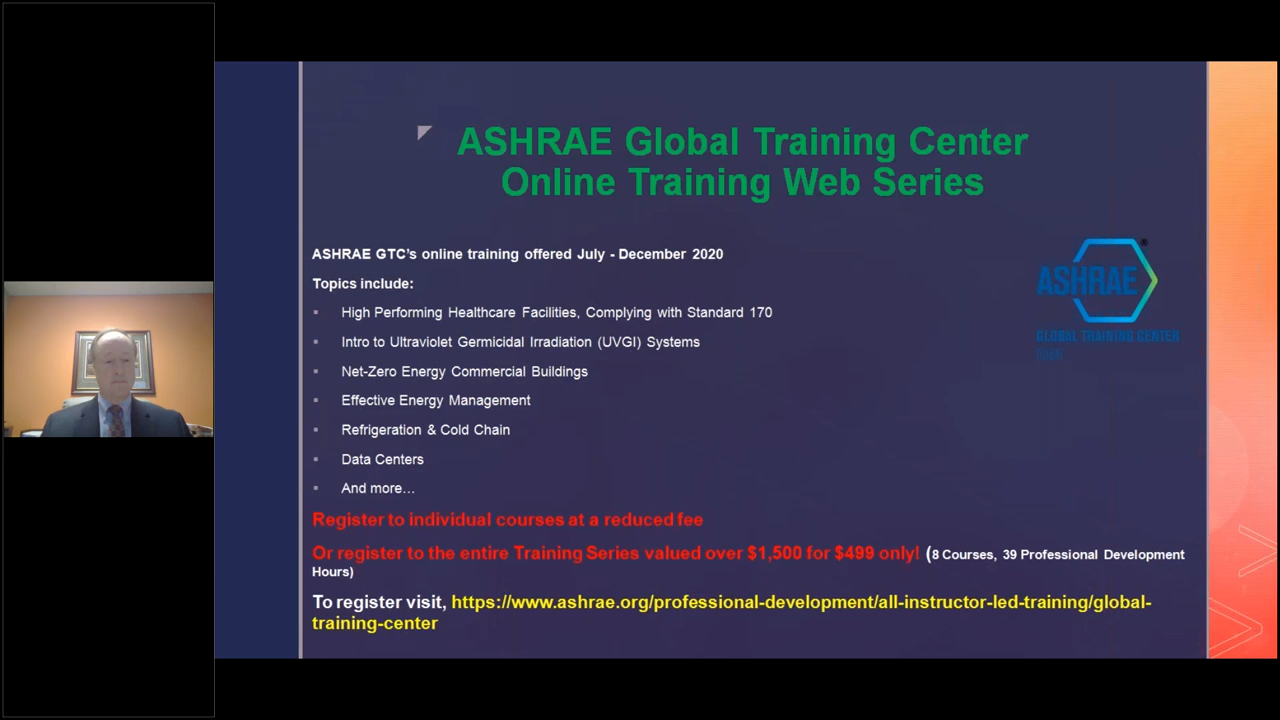 ASHRAE Global Training Center
Online Training Web Series
ASHRAE GTC's online training offered July - December 2020
Topics include:
High Performing Healthcare Facilities, Complying with Standard 170
Intro to Ultraviolet Germicidal Irradiation (UVGI) Systems
Net-Zero Energy Commercial Buildings
Effective Energy Management
Refrigeration & Cold Chain
Data Centers
And more…
Register to individual courses at a reduced fee
Or register to the entire Training Series valued over $1,500 for $499 only! (8 Courses, 39 Professional Development
Hours)
To register visit, https://www.ashrae.org/professional-development/all-instructor-led-training/global-
training-center
ASHRAE®
GLOBAL TRAINING CENTER